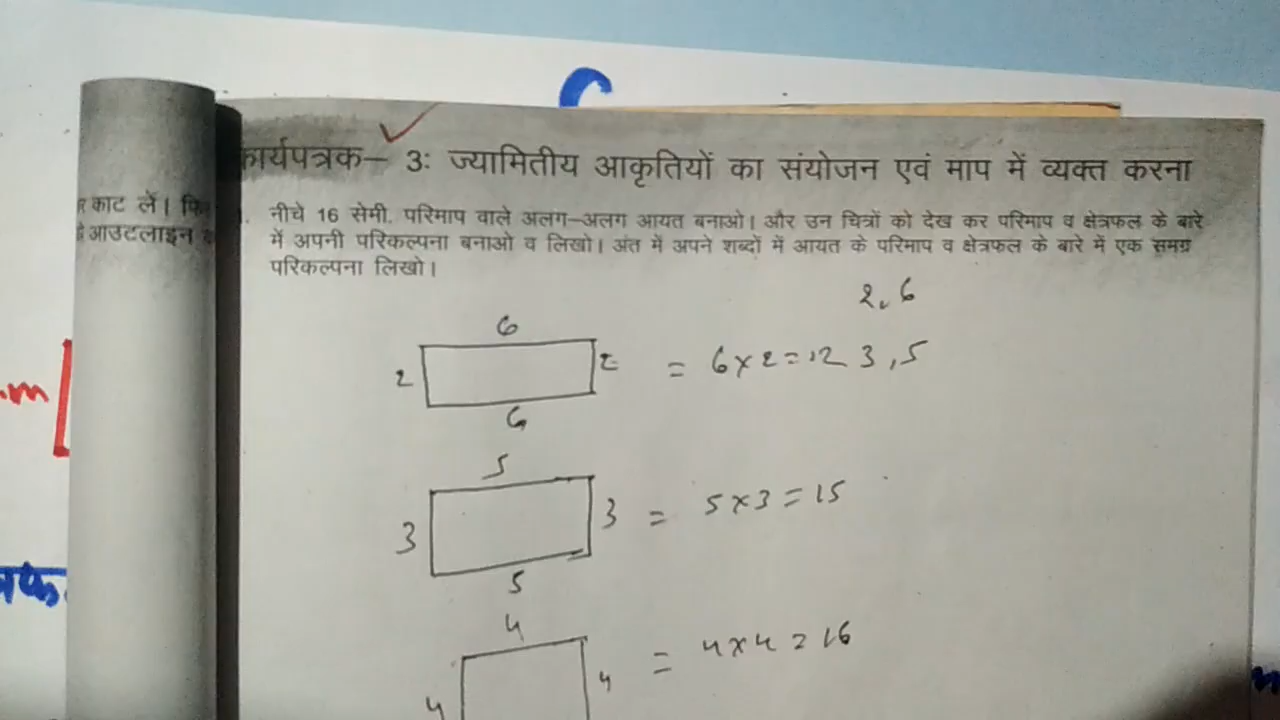 कार्यपत्रक– 3: ज्यामितीय आकृतियों का संयोजन एवं माप में व्यक्त करना
र काट लें।
आउटलाइन
नीचे 16 सेमी. परिमाप वाले अलग–अलग आयत बनाओ। और उन चित्रों को देख कर परिमाप व क्षेत्रफल के बारे
में अपनी परिकल्पना बनाओ व लिखो। अंत में अपने शब्दों में आयत के परिमाप व क्षेत्रफल के बारे में एक समग्र
परिकल्पना लिखो।
2, 6
6
2 2 = 6×2=12 3,5
6
5
3 3 = 5×3=15
5
4
4 4 = 4×4=16
.m